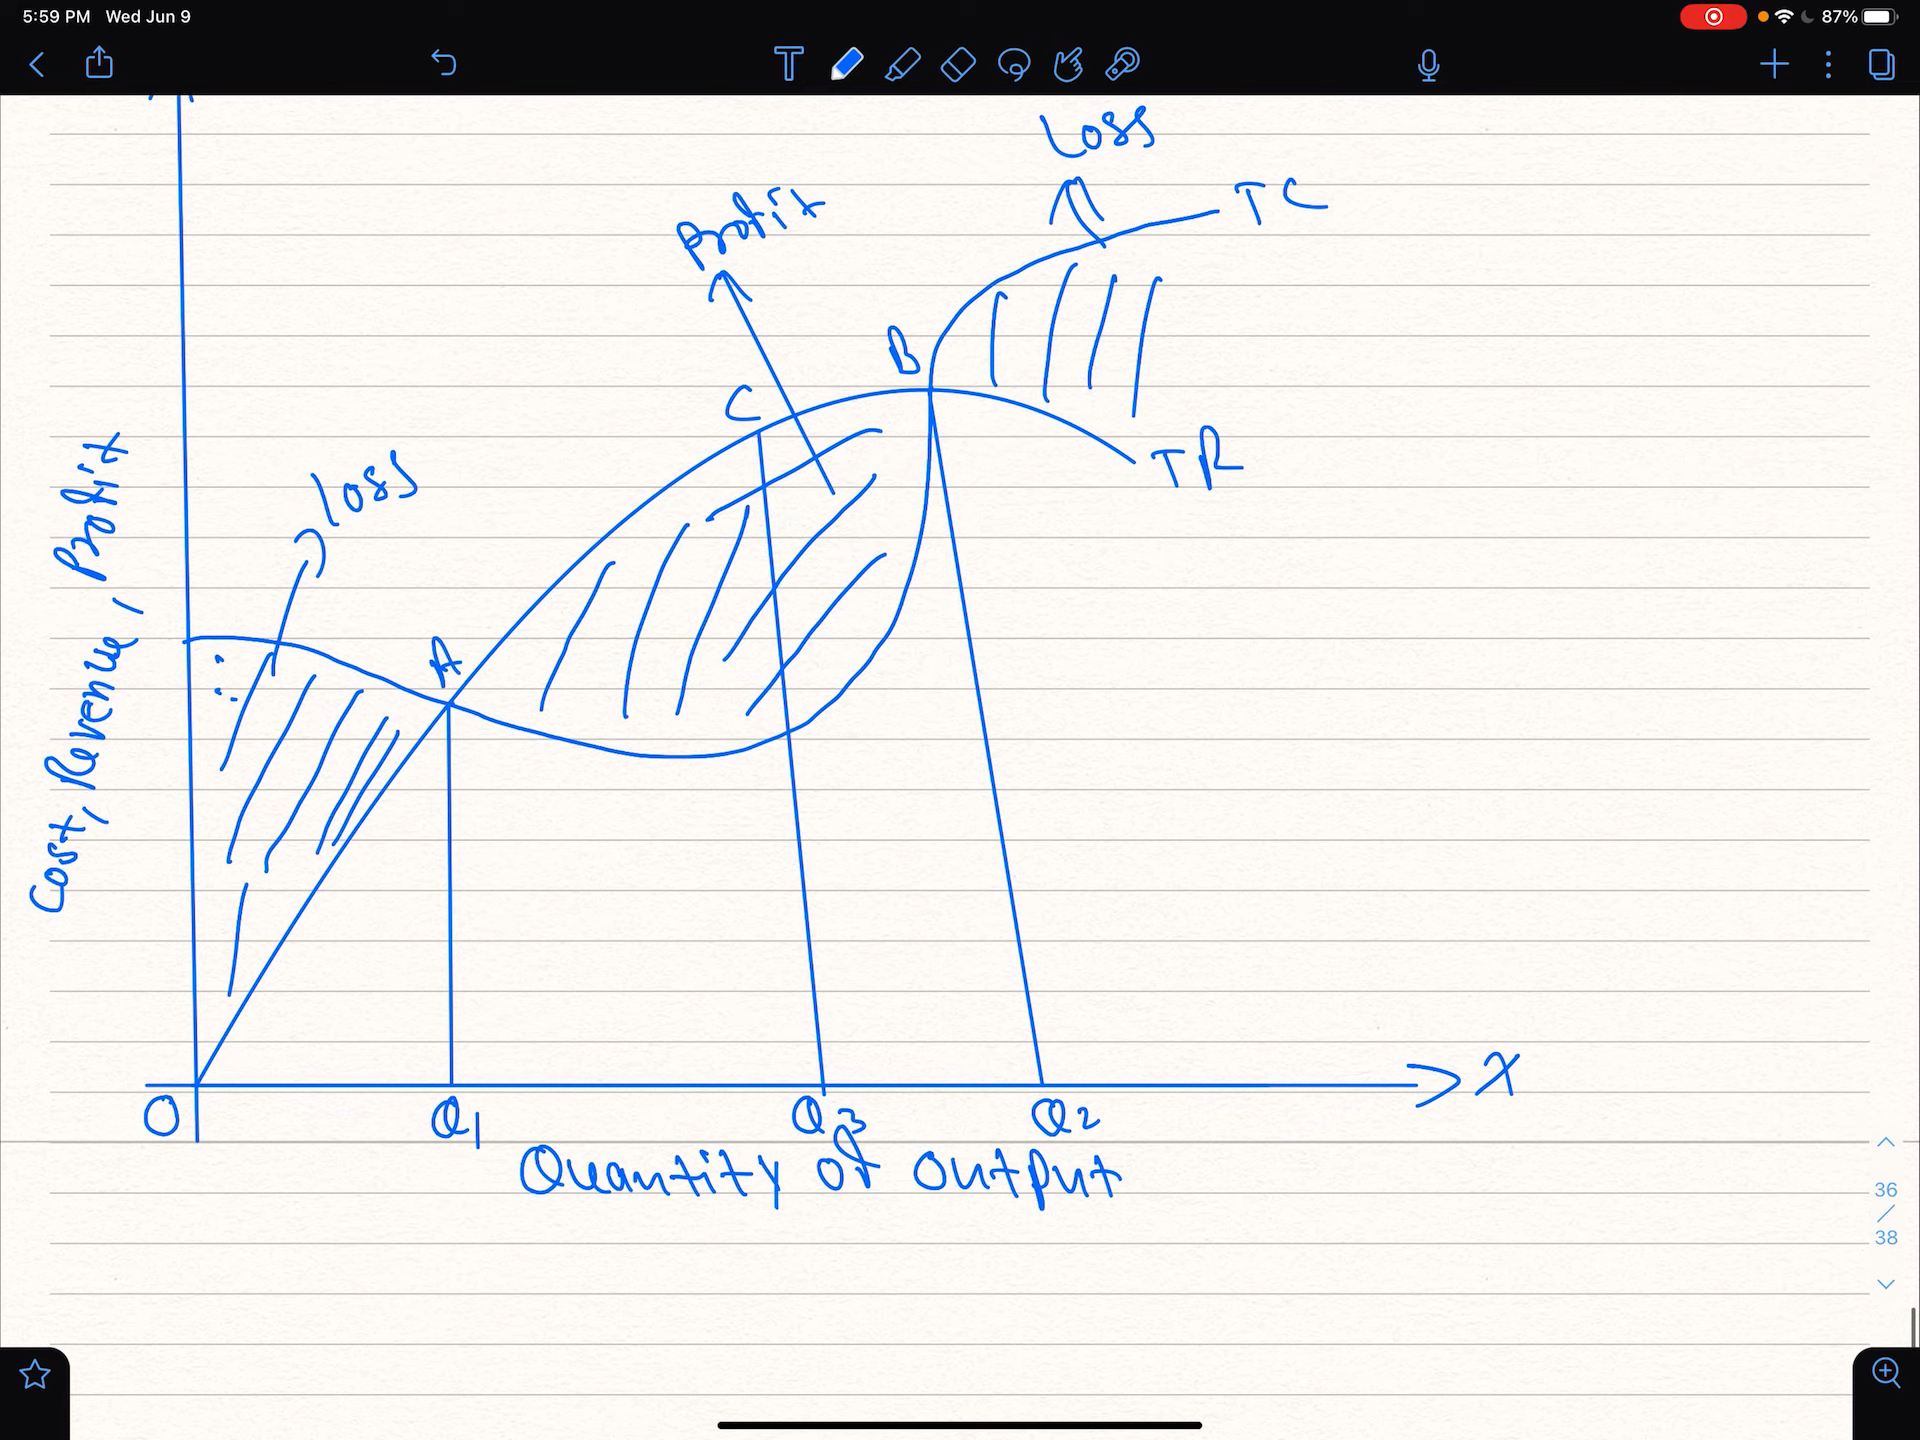 5:59 PM Wed Jun 9
87%
T
Loss
TC
Profit
B
C
TR
loss
A
Cost, Revenue, Profit
X
O
Q1
Q3
Q2
Quantity of output
36
/
38